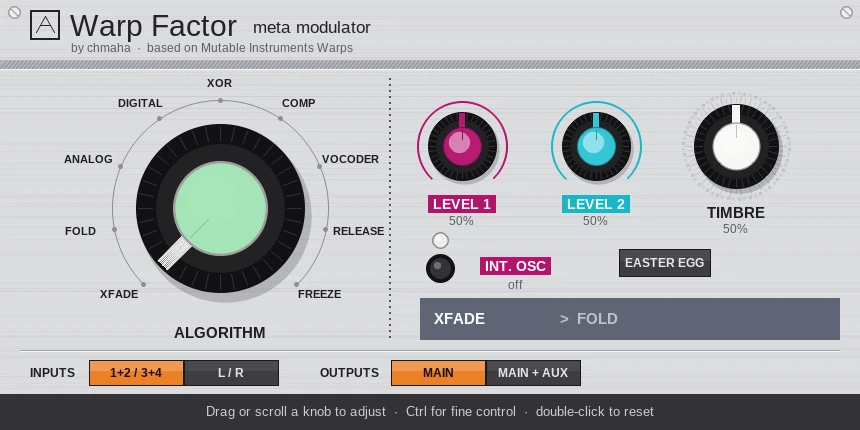 Warp Factor meta modulator
by chmaha · based on Mutable Instruments Warps
XOR
DIGITAL COMP
ANALOG VOCODER
FOLD RELEASE
XFADE FREEZE
ALGORITHM
LEVEL 1 LEVEL 2 TIMBRE
50% 50% 50%
INT. OSC EASTER EGG
off
XFADE > FOLD
INPUTS 1+2 / 3+4 L / R OUTPUTS MAIN MAIN + AUX
Drag or scroll a knob to adjust · Ctrl for fine control · double-click to reset